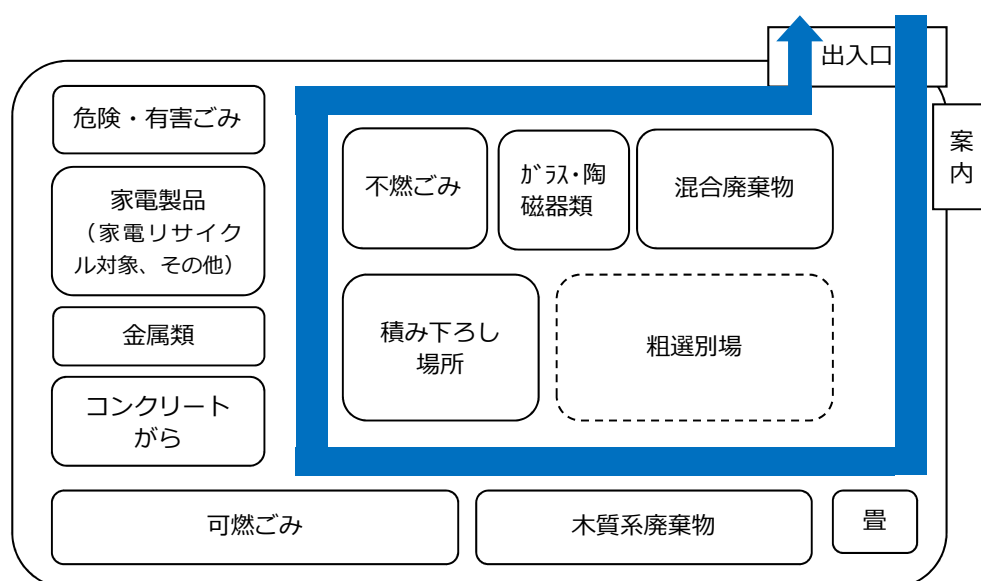 出入口
案
内
危険・有害ごみ
家電製品
（家電リサイク
ル対象、その他）
金属類
コンクリート
がら
不燃ごみ
ｶﾞﾗｽ・陶
磁器類
混合廃棄物
積み下ろし
場所
粗選別場
可燃ごみ
木質系廃棄物
畳